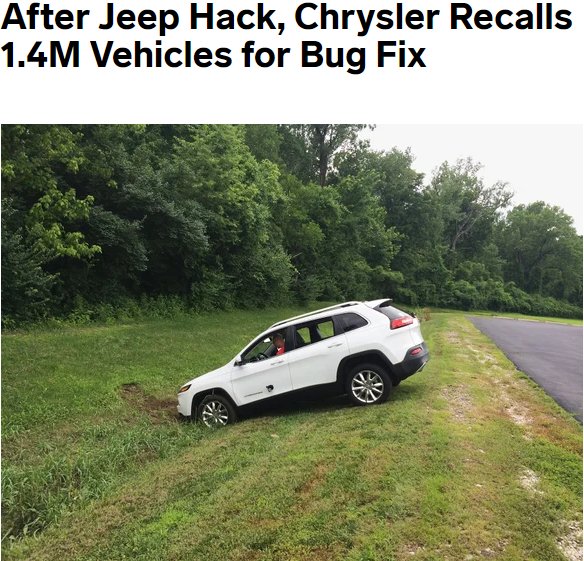 After Jeep Hack, Chrysler Recalls
1.4M Vehicles for Bug Fix